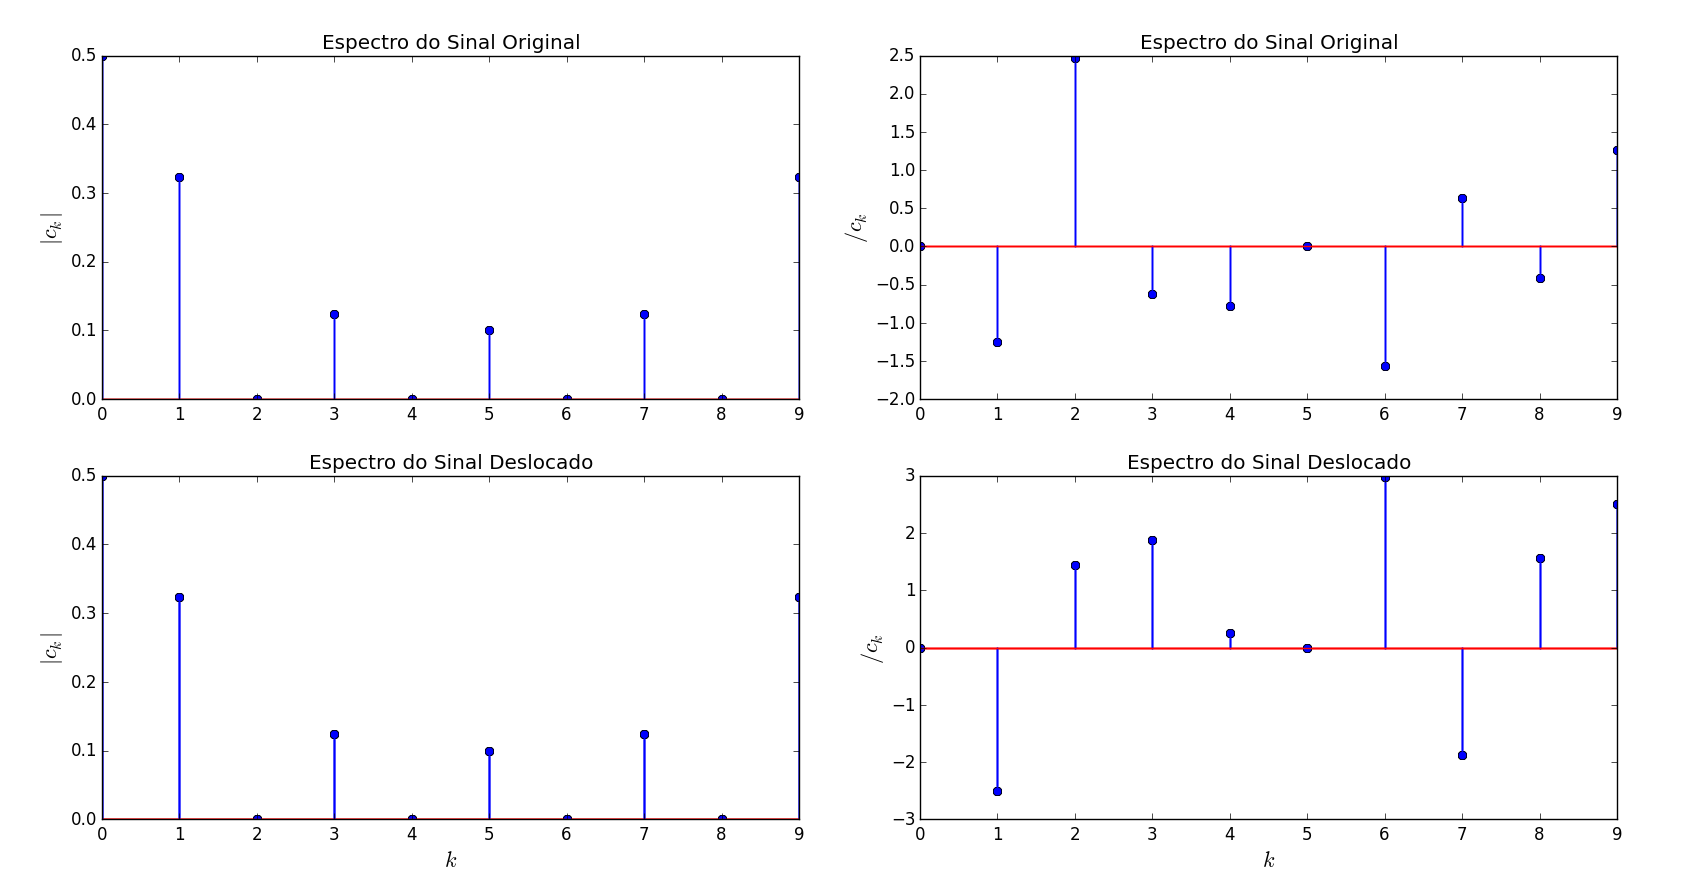 Espectro do Sinal Original
Espectro do Sinal Original
0.5
0.4
0.3
0.2
0.1
0.0
|c_k|
0 1 2 3 4 5 6 7 8 9
2.5
2.0
1.5
1.0
0.5
0.0
−0.5
−1.0
−1.5
−2.0
/c_k
0 1 2 3 4 5 6 7 8 9
Espectro do Sinal Deslocado
Espectro do Sinal Deslocado
0.5
0.4
0.3
0.2
0.1
0.0
|c_k|
0 1 2 3 4 5 6 7 8 9
k
3
2
1
0
−1
−2
−3
/c_k
0 1 2 3 4 5 6 7 8 9
k